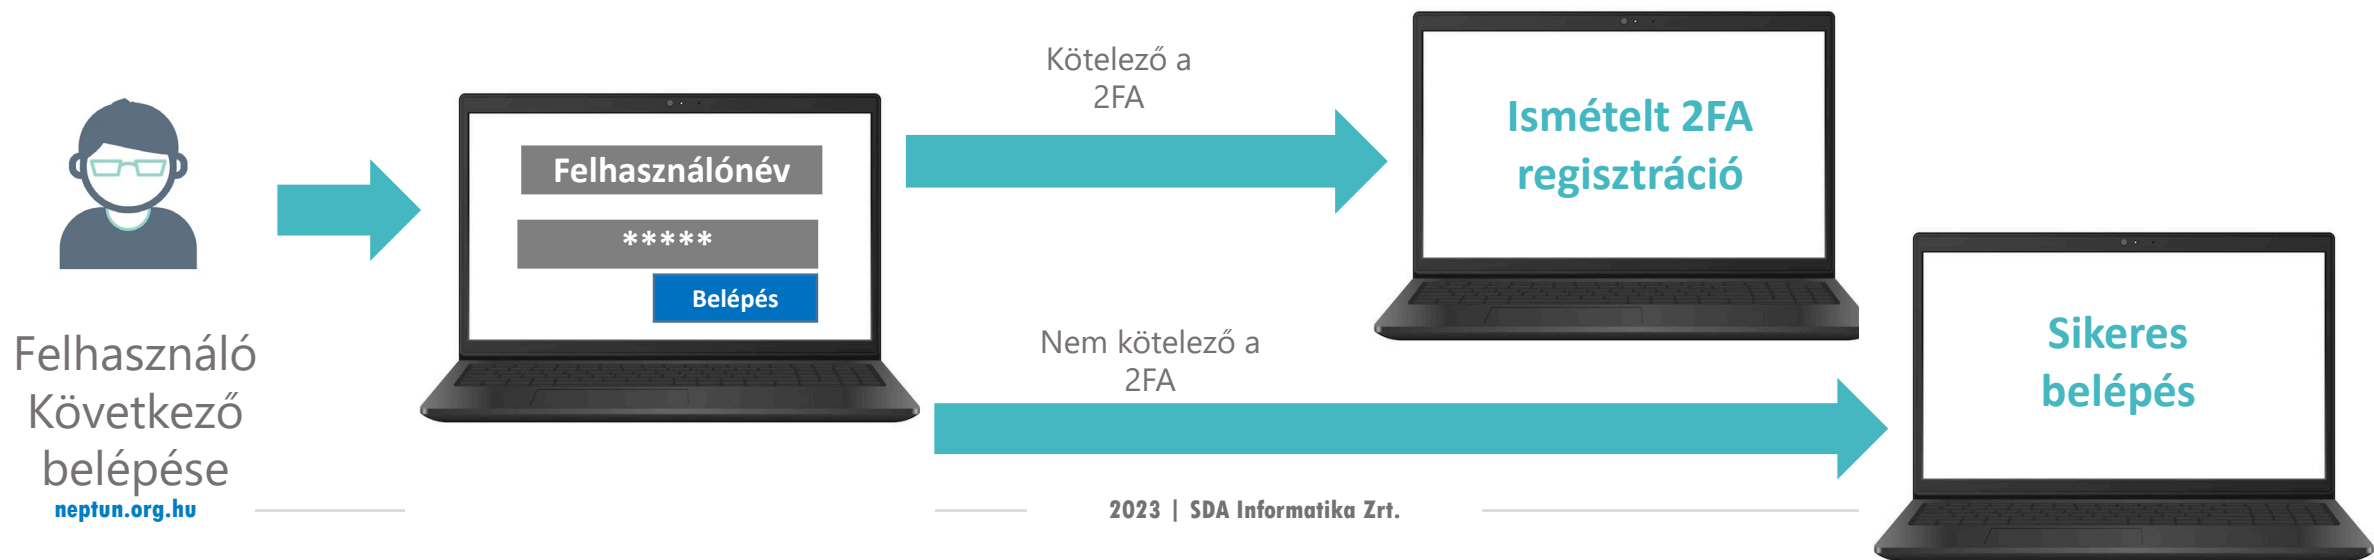 Felhasználó
Következő
belépése
Felhasználónév
*****
Belépés
Kötelező a
2FA
Ismételt 2FA
regisztráció
Nem kötelező a
2FA
Sikeres
belépés
neptun.org.hu
2023 | SDA Informatika Zrt.